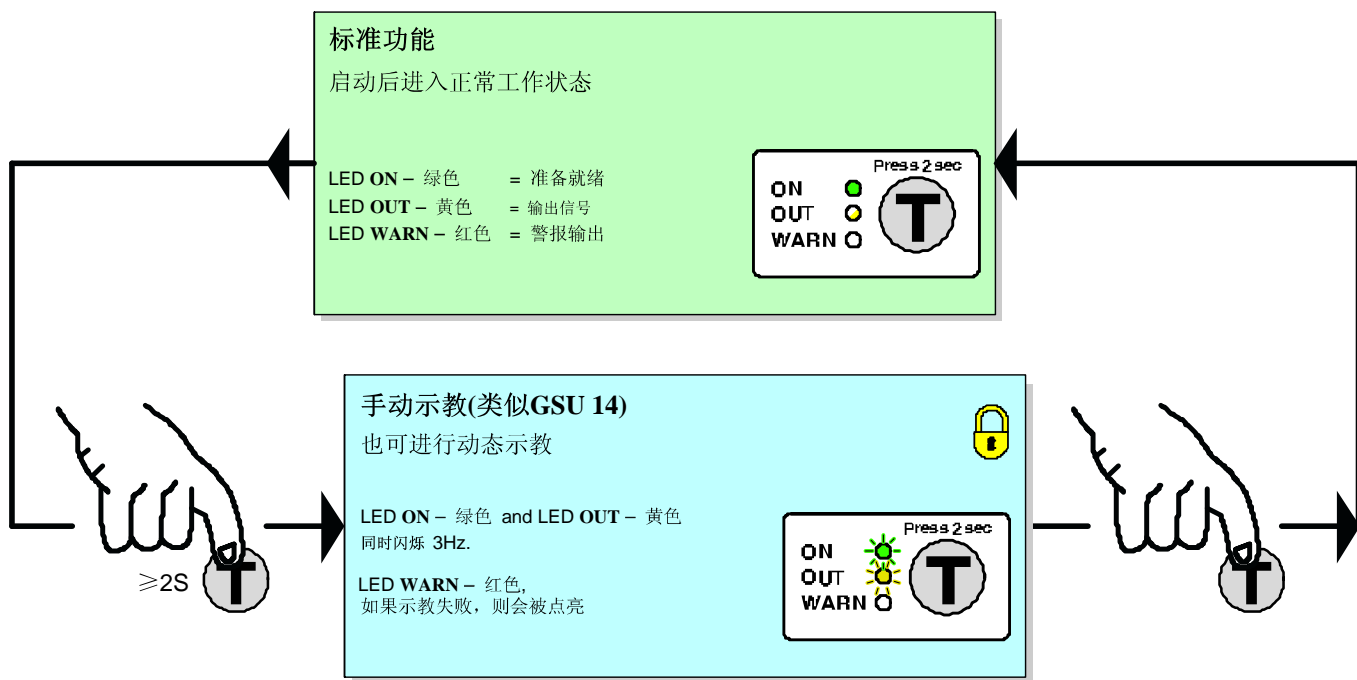 标准功能
启动后进入正常工作状态
LED ON – 绿色 = 准备就绪
LED OUT – 黄色 = 输出信号
LED WARN – 红色 = 警报输出
Press 2 sec
ON
OUT
WARN
T
手动示教(类似GSU 14)
也可进行动态示教
LED ON – 绿色 and LED OUT – 黄色
同时闪烁 3Hz.
LED WARN – 红色,
如果示教失败，则会被点亮
Press 2 sec
ON
OUT
WARN
T
≥2S
T
T